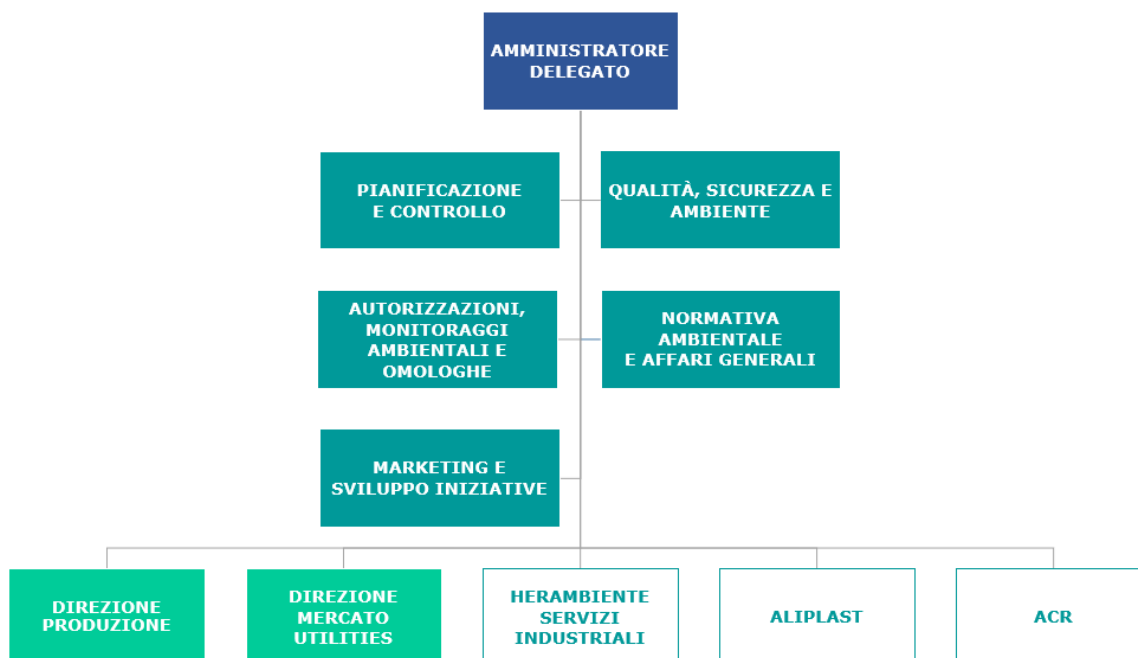 AMMINISTRATORE
DELEGATO
PIANIFICAZIONE
E CONTROLLO
QUALITÀ, SICUREZZA E
AMBIENTE
AUTORIZZAZIONI,
MONITORAGGI
AMBIENTALI E
OMOLOGHE
NORMATIVA
AMBIENTALE
E AFFARI GENERALI
MARKETING E
SVILUPPO INIZIATIVE
DIREZIONE
PRODUZIONE
DIREZIONE
MERCATO
UTILITIES
HERAMBIENTE
SERVIZI
INDUSTRIALI
ALIPLAST
ACR